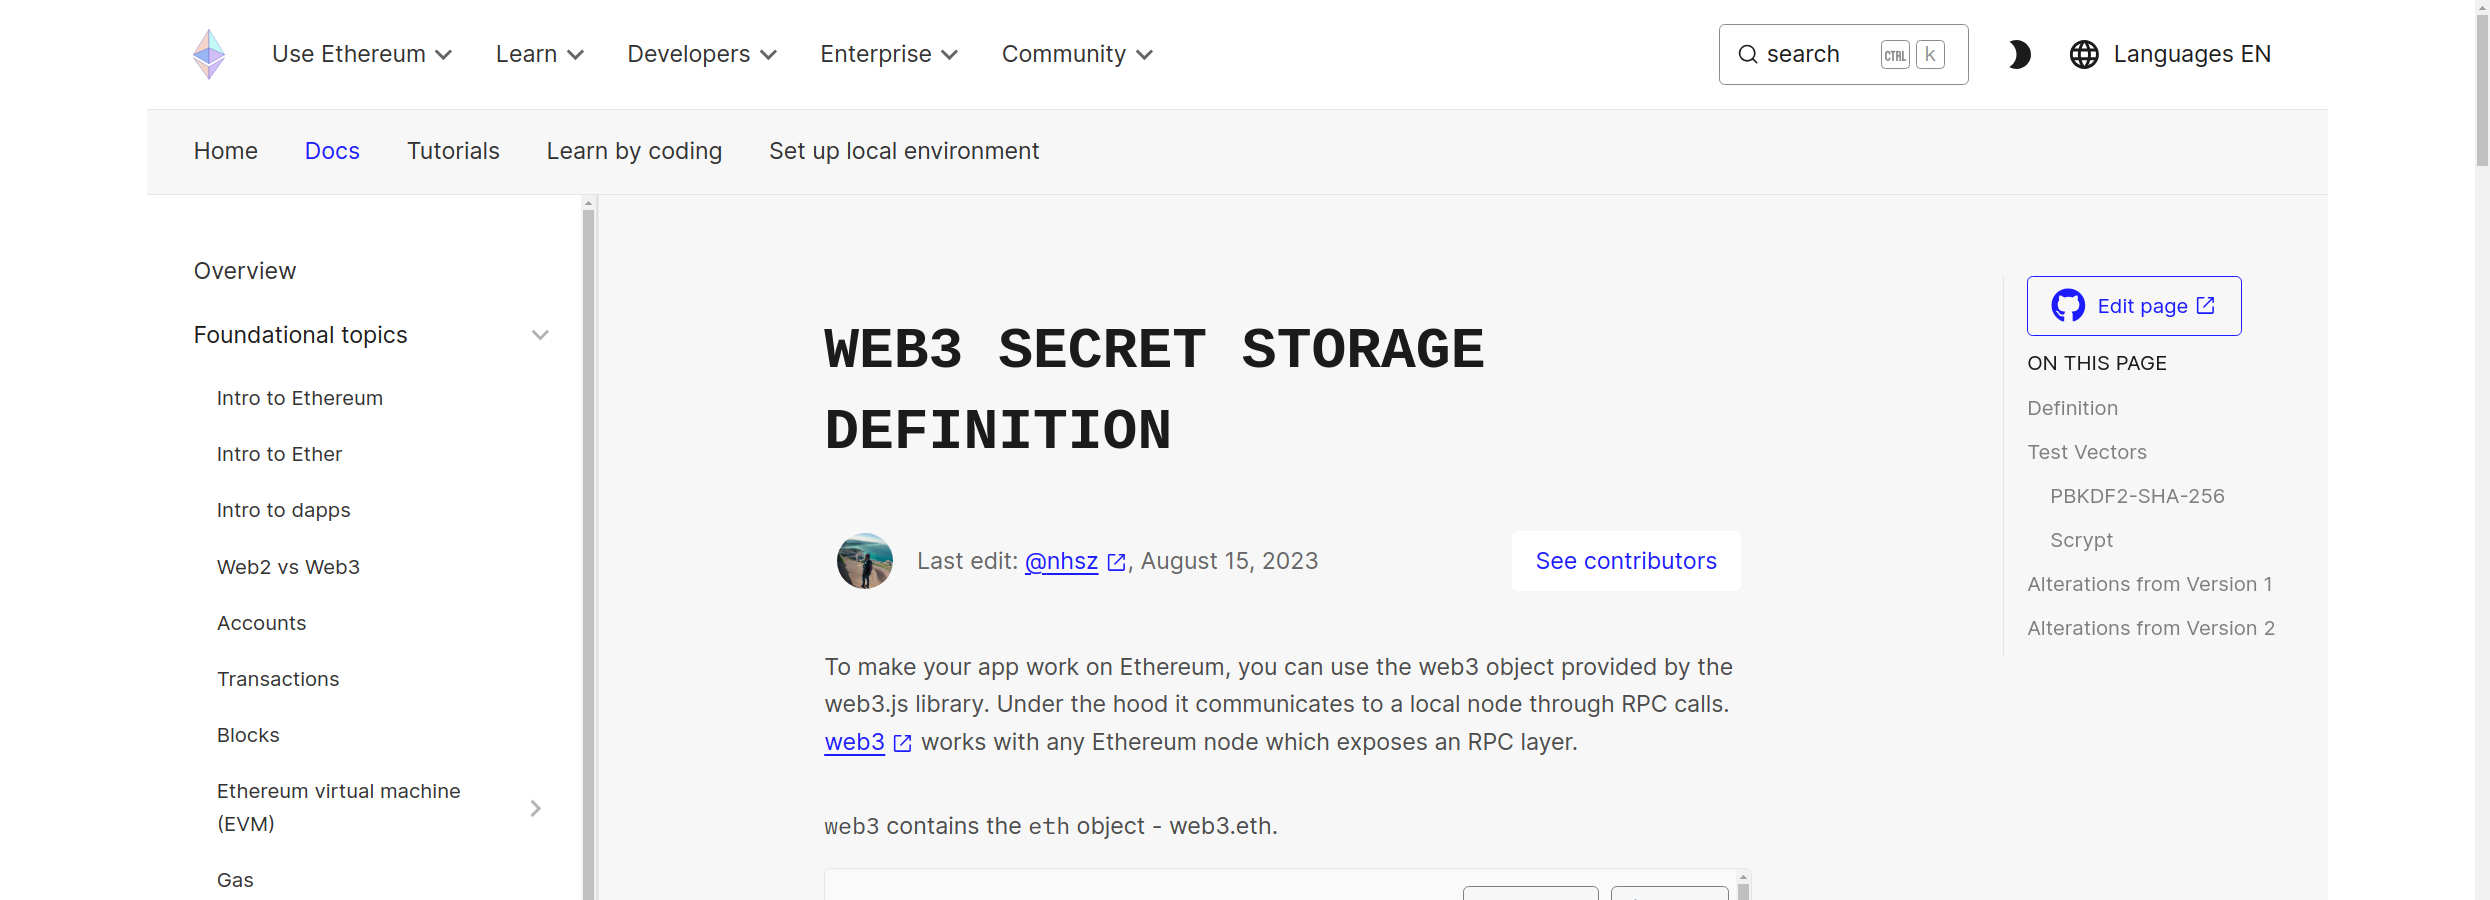 Use Ethereum Learn Developers Enterprise Community search CTRL k Languages EN
Home Docs Tutorials Learn by coding Set up local environment
Overview
Foundational topics
Intro to Ethereum
Intro to Ether
Intro to dapps
Web2 vs Web3
Accounts
Transactions
Blocks
Ethereum virtual machine
(EVM)
Gas
WEB3 SECRET STORAGE
DEFINITION
Last edit: @nhsz, August 15, 2023
See contributors
To make your app work on Ethereum, you can use the web3 object provided by the
web3.js library. Under the hood it communicates to a local node through RPC calls.
web3 works with any Ethereum node which exposes an RPC layer.
web3 contains the eth object - web3.eth.
Edit page
ON THIS PAGE
Definition
Test Vectors
PBKDF2-SHA-256
Scrypt
Alterations from Version 1
Alterations from Version 2